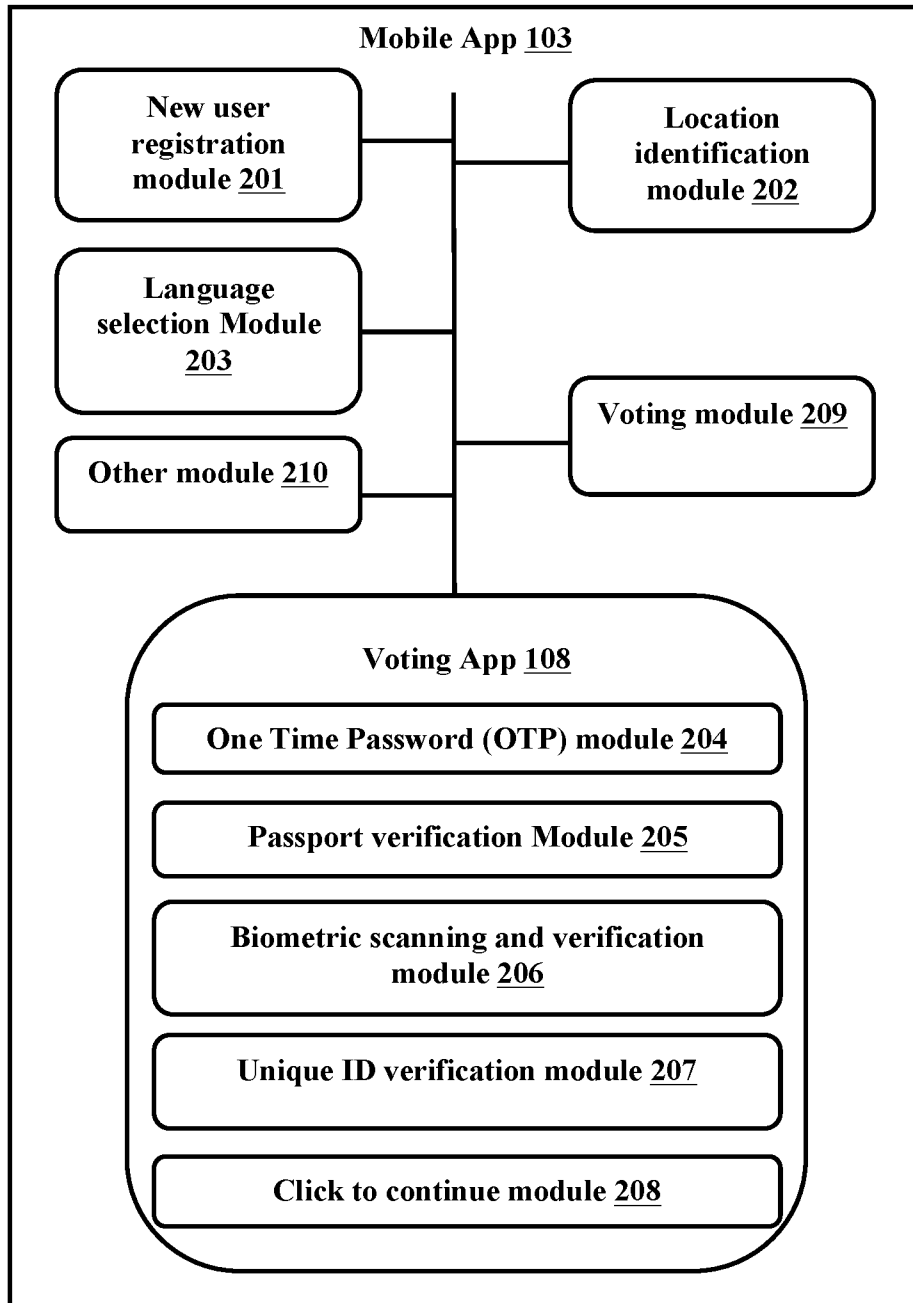 Mobile App 103
New user
registration
module 201
Location
identification
module 202
Language
selection Module
203
Voting module 209
Other module 210
Voting App 108
One Time Password (OTP) module 204
Passport verification Module 205
Biometric scanning and verification
module 206
Unique ID verification module 207
Click to continue module 208